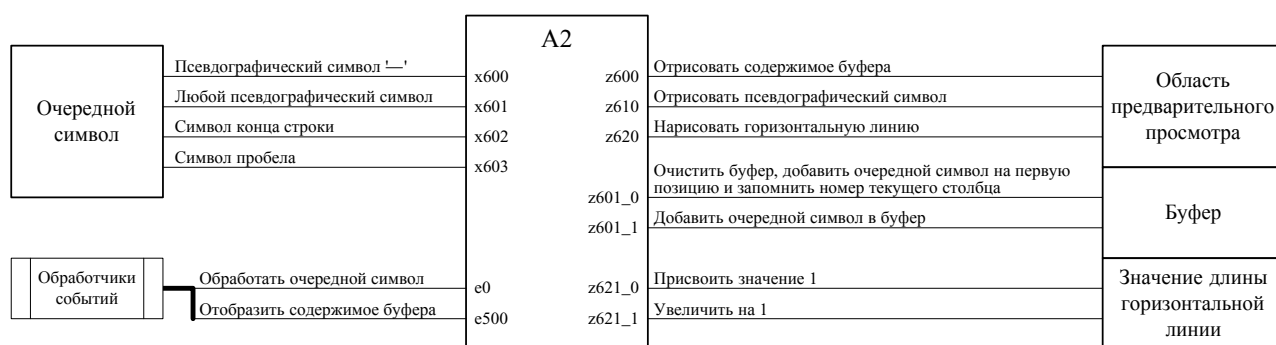 A2
Очередной
символ
Псевдографический символ '—'
x600
Любой псевдографический символ
x601
Символ конца строки
x602
Символ пробела
x603
z600
Отрисовать содержимое буфера
z610
Отрисовать псевдографический символ
z620
Нарисовать горизонтальную линию
Область
предварительного
просмотра
Очистить буфер, добавить очередной символ на первую
позицию и запомнить номер текущего столбца
z601_0
Добавить очередной символ в буфер
z601_1
Буфер
Обработчики
событий
Обработать очередной символ
e0
Отобразить содержимое буфера
e500
Присвоить значение 1
z621_0
Увеличить на 1
z621_1
Значение длины
горизонтальной
линии